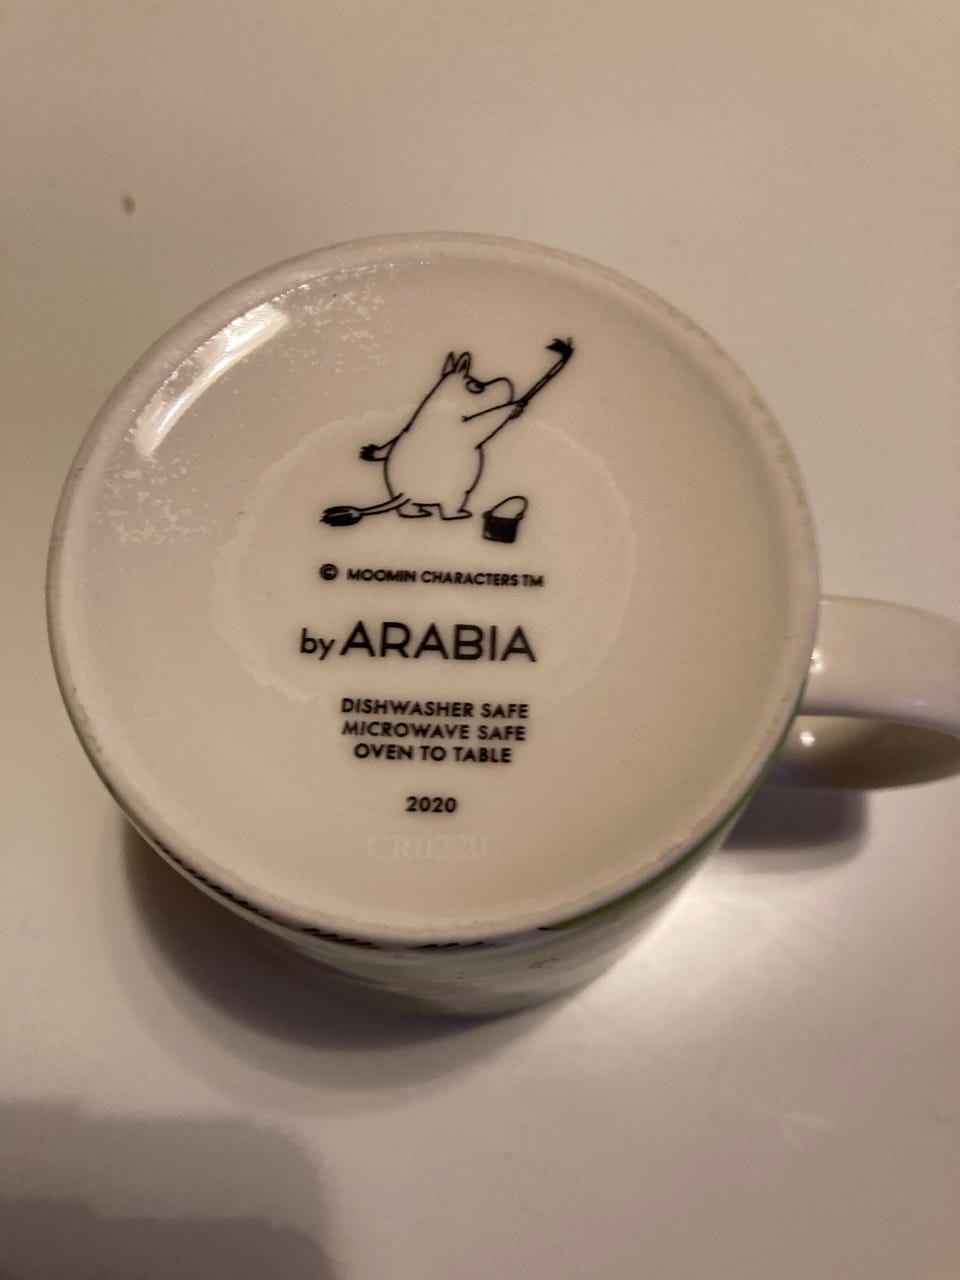 © MOOMIN CHARACTERS TM
by ARABIA
DISHWASHER SAFE
MICROWAVE SAFE
OVEN TO TABLE
2020
CR0220